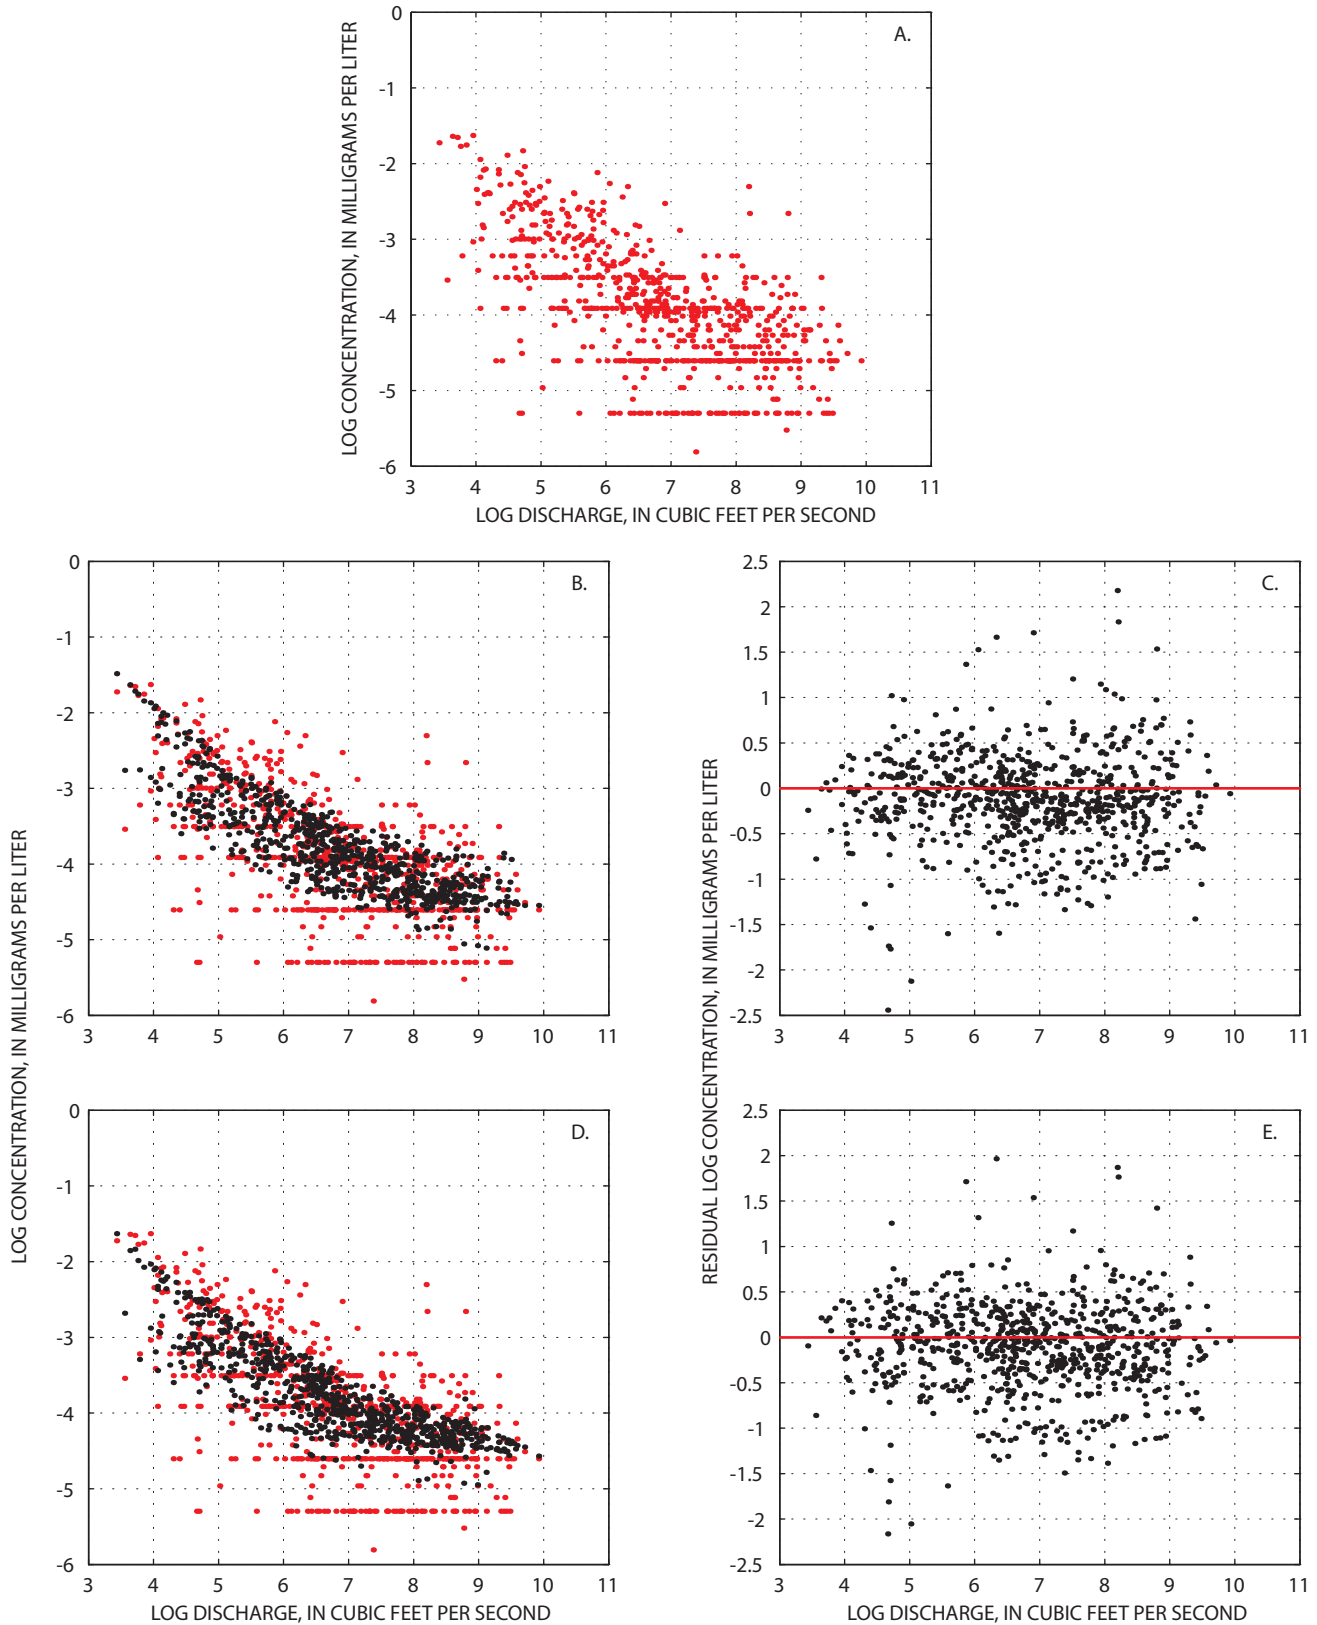 LOG CONCENTRATION, IN MILLIGRAMS PER LITER
0
-1
-2
-3
-4
-5
-6
A.
3 4 5 6 7 8 9 10 11
LOG DISCHARGE, IN CUBIC FEET PER SECOND
LOG CONCENTRATION, IN MILLIGRAMS PER LITER
0
-1
-2
-3
-4
-5
-6
B.
3 4 5 6 7 8 9 10 11
RESIDUAL LOG CONCENTRATION, IN MILLIGRAMS PER LITER
2.5
2
1.5
1
0.5
0
-0.5
-1
-1.5
-2
-2.5
C.
3 4 5 6 7 8 9 10 11
0
-1
-2
-3
-4
-5
-6
D.
3 4 5 6 7 8 9 10 11
LOG DISCHARGE, IN CUBIC FEET PER SECOND
2.5
2
1.5
1
0.5
0
-0.5
-1
-1.5
-2
-2.5
E.
3 4 5 6 7 8 9 10 11
LOG DISCHARGE, IN CUBIC FEET PER SECOND